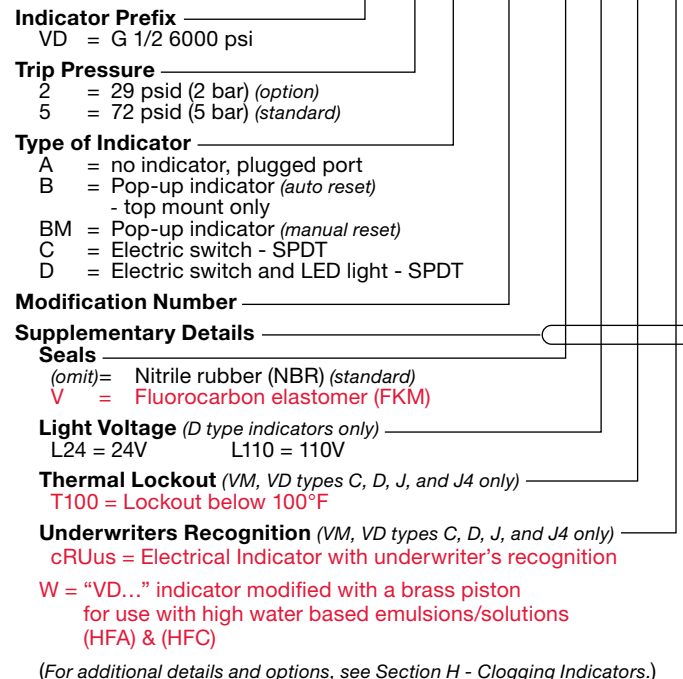 Indicator Prefix
VD = G 1/2 6000 psi
Trip Pressure
2 = 29 psid (2 bar) (option)
5 = 72 psid (5 bar) (standard)
Type of Indicator
A = no indicator, plugged port
B = Pop-up indicator (auto reset)
- top mount only
BM = Pop-up indicator (manual reset)
C = Electric switch - SPDT
D = Electric switch and LED light - SPDT
Modification Number
Supplementary Details
Seals
(omit)= Nitrile rubber (NBR) (standard)
V = Fluorocarbon elastomer (FKM)
Light Voltage (D type indicators only)
L24 = 24V L110 = 110V
Thermal Lockout (VM, VD types C, D, J, and J4 only)
T100 = Lockout below 100°F
Underwriters Recognition (VM, VD types C, D, J, and J4 only)
cRUus = Electrical Indicator with underwriter's recognition
W = “VD...” indicator modified with a brass piston
for use with high water based emulsions/solutions
(HFA) & (HFC)
(For additional details and options, see Section H - Clogging Indicators.)